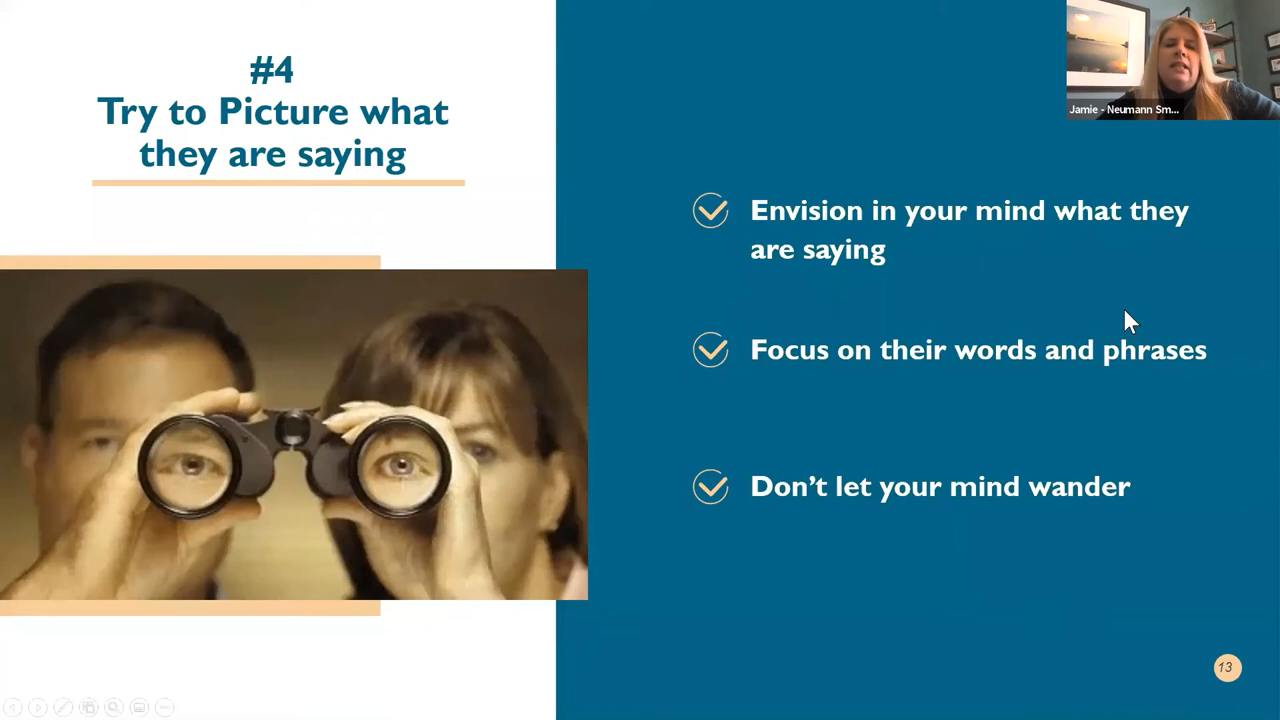 #4
Try to Picture what
they are saying
Jamie - Neumann Sm...
Envision in your mind what they
are saying
Focus on their words and phrases
Don’t let your mind wander
13